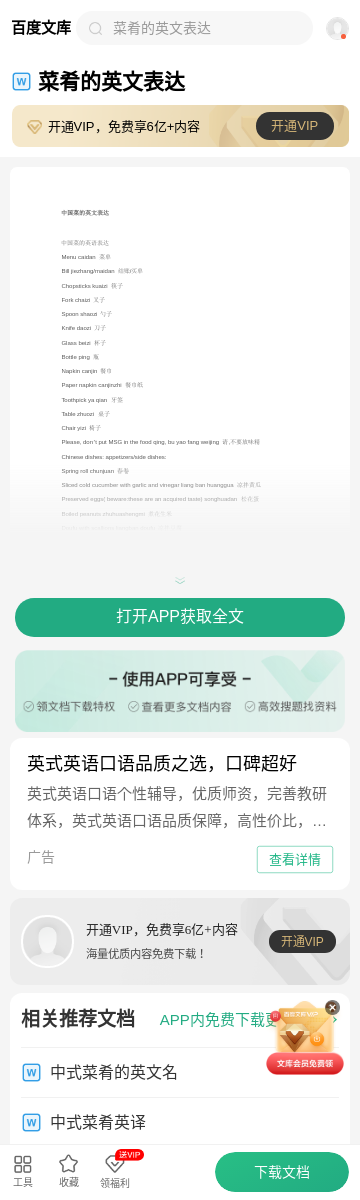 百度文库
菜肴的英文表达
菜肴的英文表达
开通VIP，免费享6亿+内容
开通VIP
中国菜的英文表达
中国菜的英语表达
Menu caidan 菜单
Bill jiezhang/maidan 结账/买单
Chopsticks kuaizi 筷子
Fork chazi 叉子
Spoon shaozi 勺子
Knife daozi 刀子
Glass beizi 杯子
Bottle ping 瓶
Napkin canjin 餐巾
Paper napkin canjinzhi 餐巾纸
Toothpick ya qian 牙签
Table zhuozi 桌子
Chair yizi 椅子
Please, don't put MSG in the food qing, bu yao fang weijing 请,不要放味精
Chinese dishes: appetizers/side dishes:
Spring roll chunjuan 春卷
Sliced cold cucumber with garlic and vinegar liang ban huanggua 凉拌黄瓜
Preserved eggs( beware:these are an acquired taste) songhuadan 松花蛋
Boiled peanuts zhuhuashengmi
打开APP获取全文
- 使用APP可享受 -
领文档下载特权
查看更多文档内容
高效搜题找资料
英式英语口语品质之选，口碑超好
英式英语口语个性辅导，优质师资，完善教研
体系，英式英语口语品质保障，高性价比，…
广告
查看详情
开通VIP，免费享6亿+内容
海量优质内容免费下载！
开通VIP
相关推荐文档
APP内免费下载更
文库会员免费领
W 中式菜肴的英文名
W 中式菜肴英译
工具
收藏
送VIP
领福利
下载文档